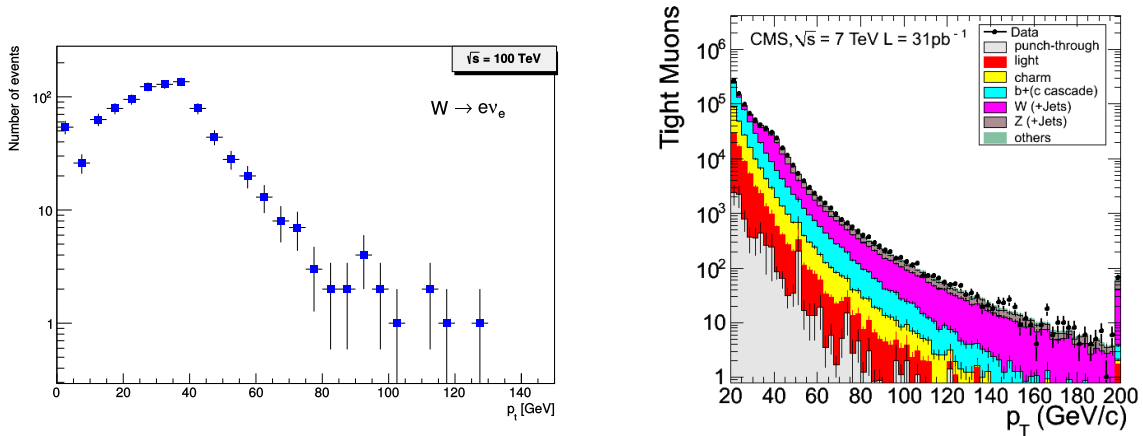 Number of events
10²
10
1
√s = 100 TeV
W → eνₑ
0 20 40 60 80 100 120 140
pₜ [GeV]
Tight Muons
10⁶
10⁵
10⁴
10³
10²
10
1
CMS, √s = 7 TeV L = 31pb⁻¹
Data
punch-through
light
charm
b+(c cascade)
W (+Jets)
Z (+Jets)
others
20 40 60 80 100 120 140 160 180 200
p_T (GeV/c)